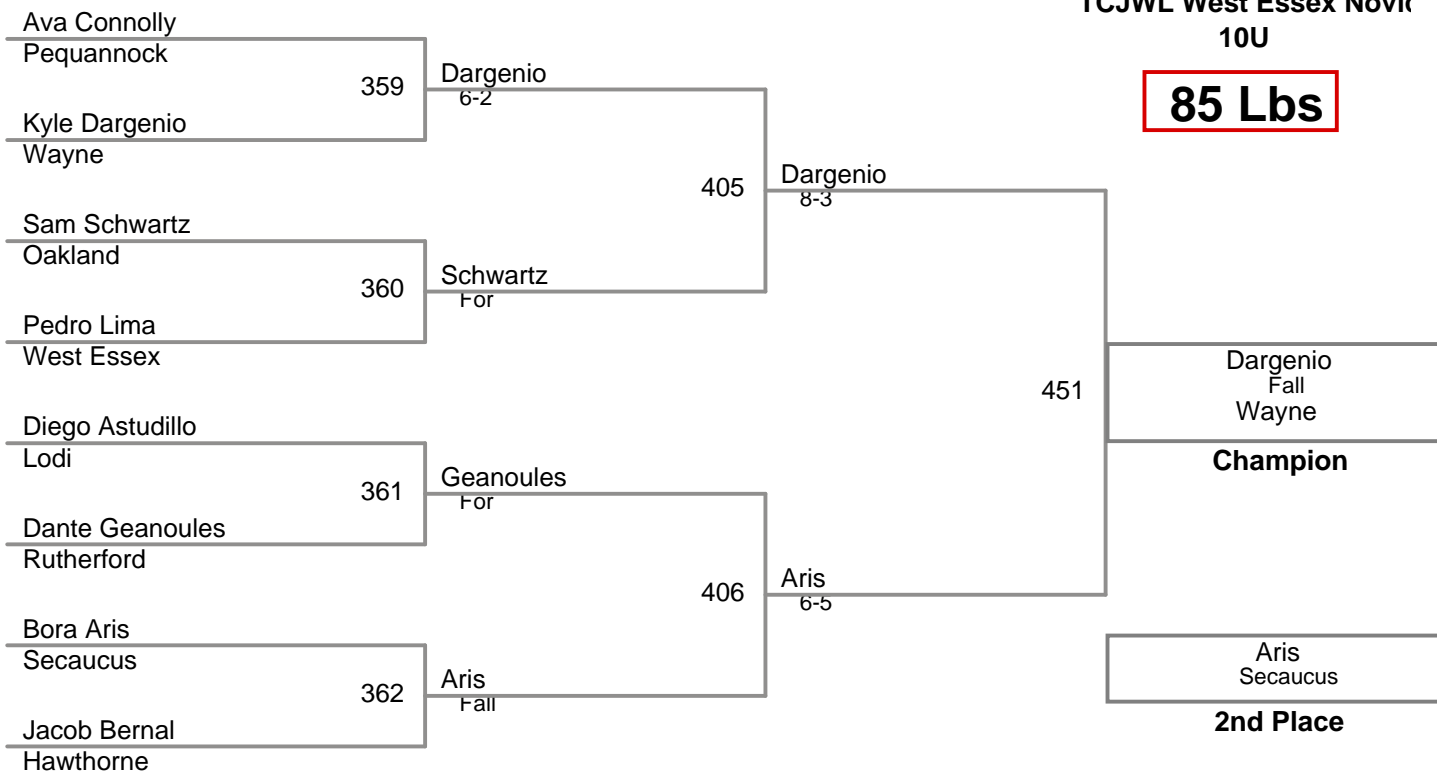 TCJWL West Essex
10U
85 Lbs
Ava Connolly
Pequannock
359
Kyle Dargenio
Wayne
Dargenio
6-2
Sam Schwartz
Oakland
360
Pedro Lima
West Essex
Schwartz
For
405
Dargenio
8-3
Diego Astudillo
Lodi
361
Dante Geanoules
Rutherford
Geanoules
For
Bora Aris
Secaucus
362
Jacob Bernal
Hawthorne
Aris
Fall
406
Aris
6-5
451
Dargenio
Fall
Wayne
Champion
Aris
Secaucus
2nd Place